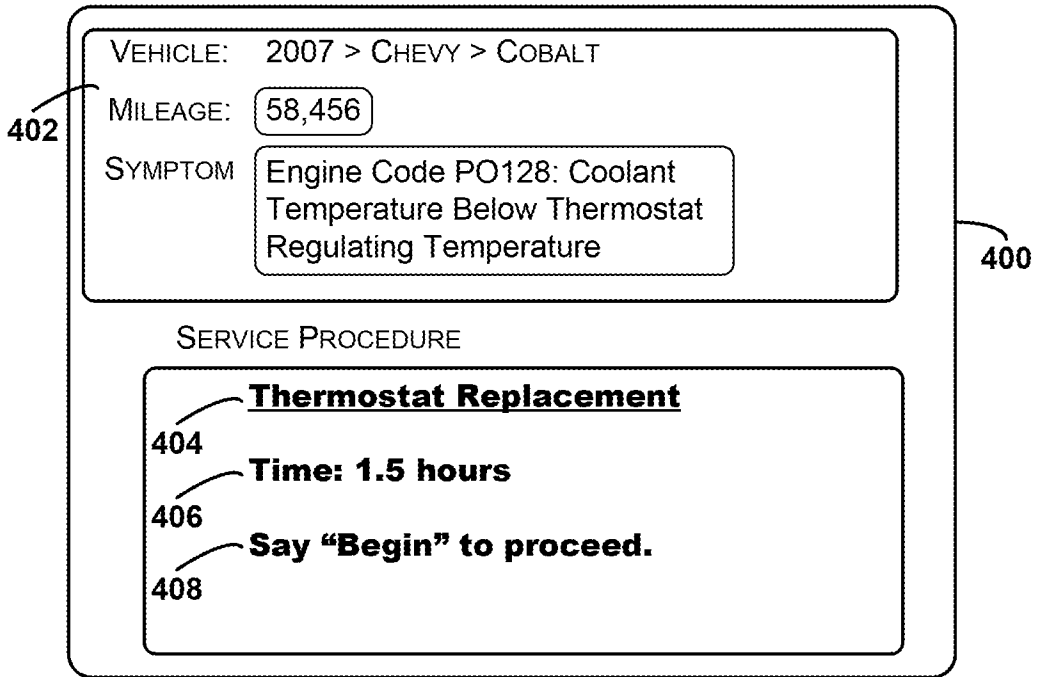 VEHICLE: 2007 > CHEVY > COBALT
MILEAGE: 58,456
402
SYMPTOM Engine Code PO128: Coolant
Temperature Below Thermostat
Regulating Temperature
400
SERVICE PROCEDURE
Thermostat Replacement
404
Time: 1.5 hours
406
Say “Begin” to proceed.
408